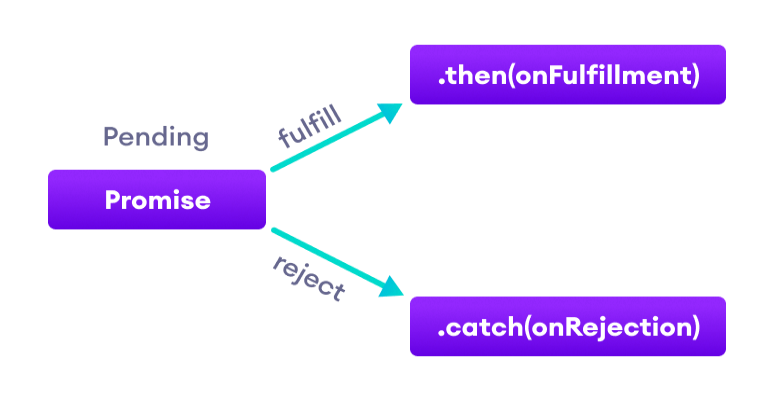 .then(onFulfillment)
fulfill
Pending
Promise
reject
.catch(onRejection)